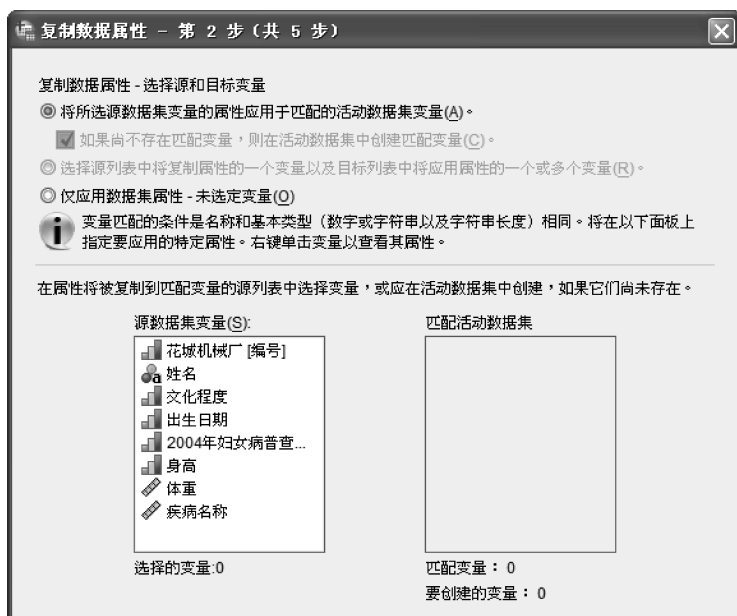 复制数据属性 - 第 2 步（共 5 步）
复制数据属性 - 选择源和目标变量
将所选源数据集变量的属性应用于匹配的活动数据集变量(A)。
如果尚不存在匹配变量，则在活动数据集中创建匹配变量(C)。
选择源列表中将复制属性的一个变量以及目标列表中将应用属性的一个或多个变量(R)。
仅应用数据集属性 - 未选定变量(O)
变量匹配的条件是名称和基本类型（数字或字符串以及字符串长度）相同。将在以下面板上
指定要应用的特定属性。右键单击变量以查看其属性。
在属性将被复制到匹配变量的源列表中选择变量，或应在活动数据集中创建，如果它们尚未存在。
源数据集变量(S):
花城机械厂 [编号]
姓名
文化程度
出生日期
2004年妇女病普查...
身高
体重
疾病名称
选择的变量:0
匹配活动数据集
匹配变量： 0
要创建的变量： 0